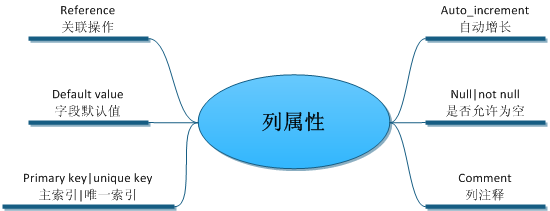 Reference
关联操作
Default value
字段默认值
Primary key|unique key
主索引|唯一索引
列属性
Auto_increment
自动增长
Null|not null
是否允许为空
Comment
列注释